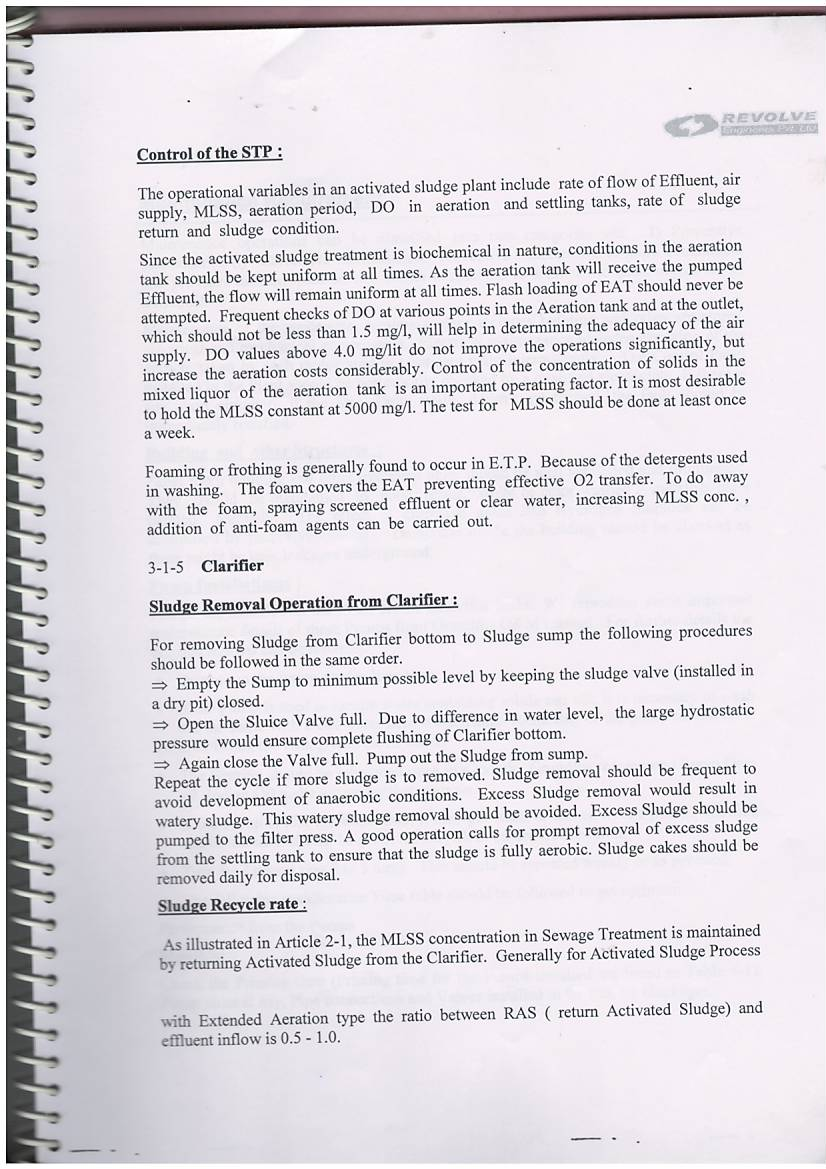 REVOLVE
Engineers Pvt. Ltd
Control of the STP :
The operational variables in an activated sludge plant include rate of flow of Effluent, air
supply, MLSS, aeration period, DO in aeration and settling tanks, rate of sludge
return and sludge condition.
Since the activated sludge treatment is biochemical in nature, conditions in the aeration
tank should be kept uniform at all times. As the aeration tank will receive the pumped
Effluent, the flow will remain uniform at all times. Flash loading of EAT should never be
attempted. Frequent checks of DO at various points in the Aeration tank and at the outlet,
which should not be less than 1.5 mg/l, will help in determining the adequacy of the air
supply. DO values above 4.0 mg/lit do not improve the operations significantly, but
increase the aeration costs considerably. Control of the concentration of solids in the
mixed liquor of the aeration tank is an important operating factor. It is most desirable
to hold the MLSS constant at 5000 mg/l. The test for MLSS should be done at least once
a week.
Foaming or frothing is generally found to occur in E.T.P. Because of the detergents used
in washing. The foam covers the EAT preventing effective O2 transfer. To do away
with the foam, spraying screened effluent or clear water, increasing MLSS conc. ,
addition of anti-foam agents can be carried out.
3-1-5 Clarifier
Sludge Removal Operation from Clarifier :
For removing Sludge from Clarifier bottom to Sludge sump the following procedures
should be followed in the same order.
⇒ Empty the Sump to minimum possible level by keeping the sludge valve (installed in
a dry pit) closed.
⇒ Open the Sluice Valve full. Due to difference in water level, the large hydrostatic
pressure would ensure complete flushing of Clarifier bottom.
⇒ Again close the Valve full. Pump out the Sludge from sump.
Repeat the cycle if more sludge is to removed. Sludge removal should be frequent to
avoid development of anaerobic conditions. Excess Sludge removal would result in
watery sludge. This watery sludge removal should be avoided. Excess Sludge should be
pumped to the filter press. A good operation calls for prompt removal of excess sludge
from the settling tank to ensure that the sludge is fully aerobic. Sludge cakes should be
removed daily for disposal.
Sludge Recycle rate :
As illustrated in Article 2-1, the MLSS concentration in Sewage Treatment is maintained
by returning Activated Sludge from the Clarifier. Generally for Activated Sludge Process
with Extended Aeration type the ratio between RAS ( return Activated Sludge) and
effluent inflow is 0.5 - 1.0.